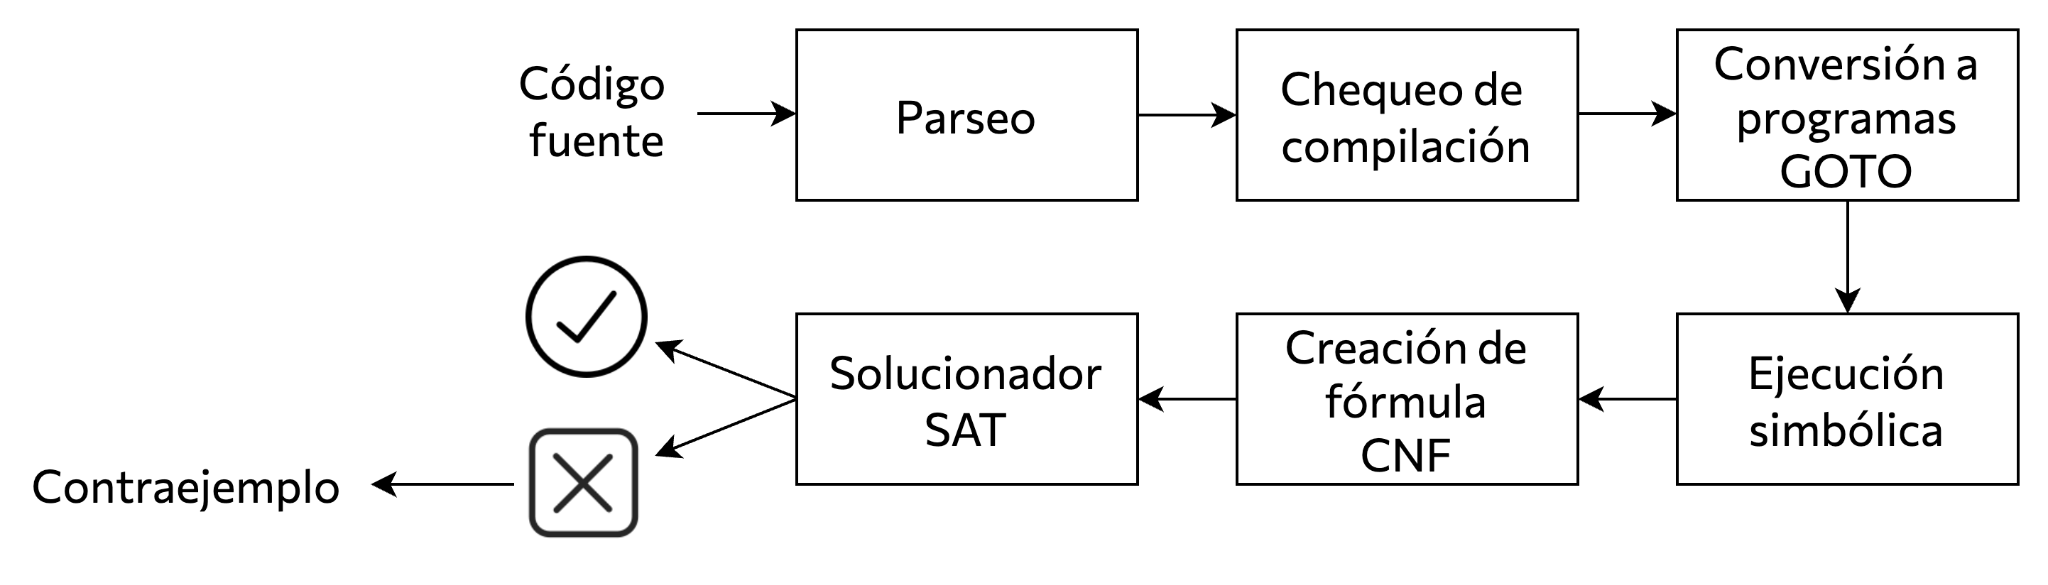 Código
fuente
Parseo
Chequeo de
compilación
Conversión a
programas
GOTO
Ejecución
simbólica
Creación de
fórmula
CNF
Solucionador
SAT
Contraejemplo